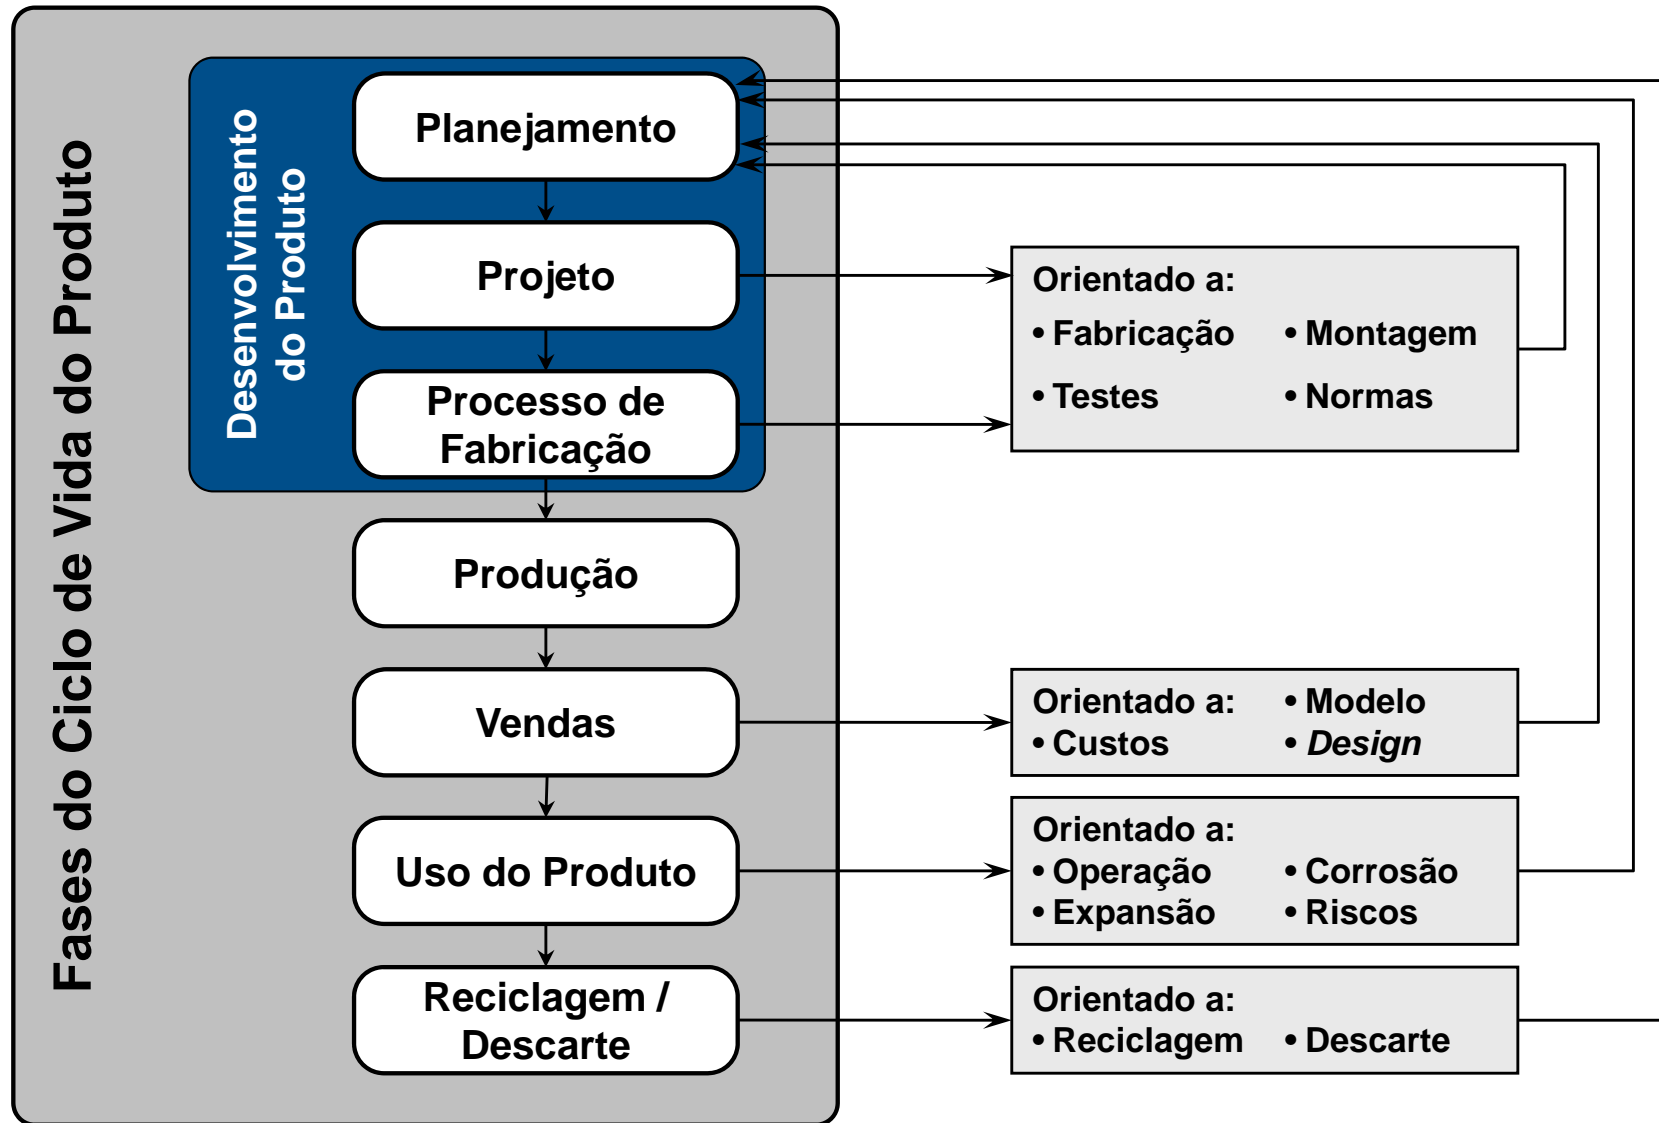 Fases do Ciclo de Vida do Produto
Desenvolvimento
do Produto
Planejamento
Projeto
Processo de
Fabricação
Produção
Vendas
Uso do Produto
Reciclagem /
Descarte
Orientado a:
• Fabricação • Montagem
• Testes • Normas
Orientado a: • Modelo
• Custos • Design
Orientado a:
• Operação • Corrosão
• Expansão • Riscos
Orientado a:
• Reciclagem • Descarte